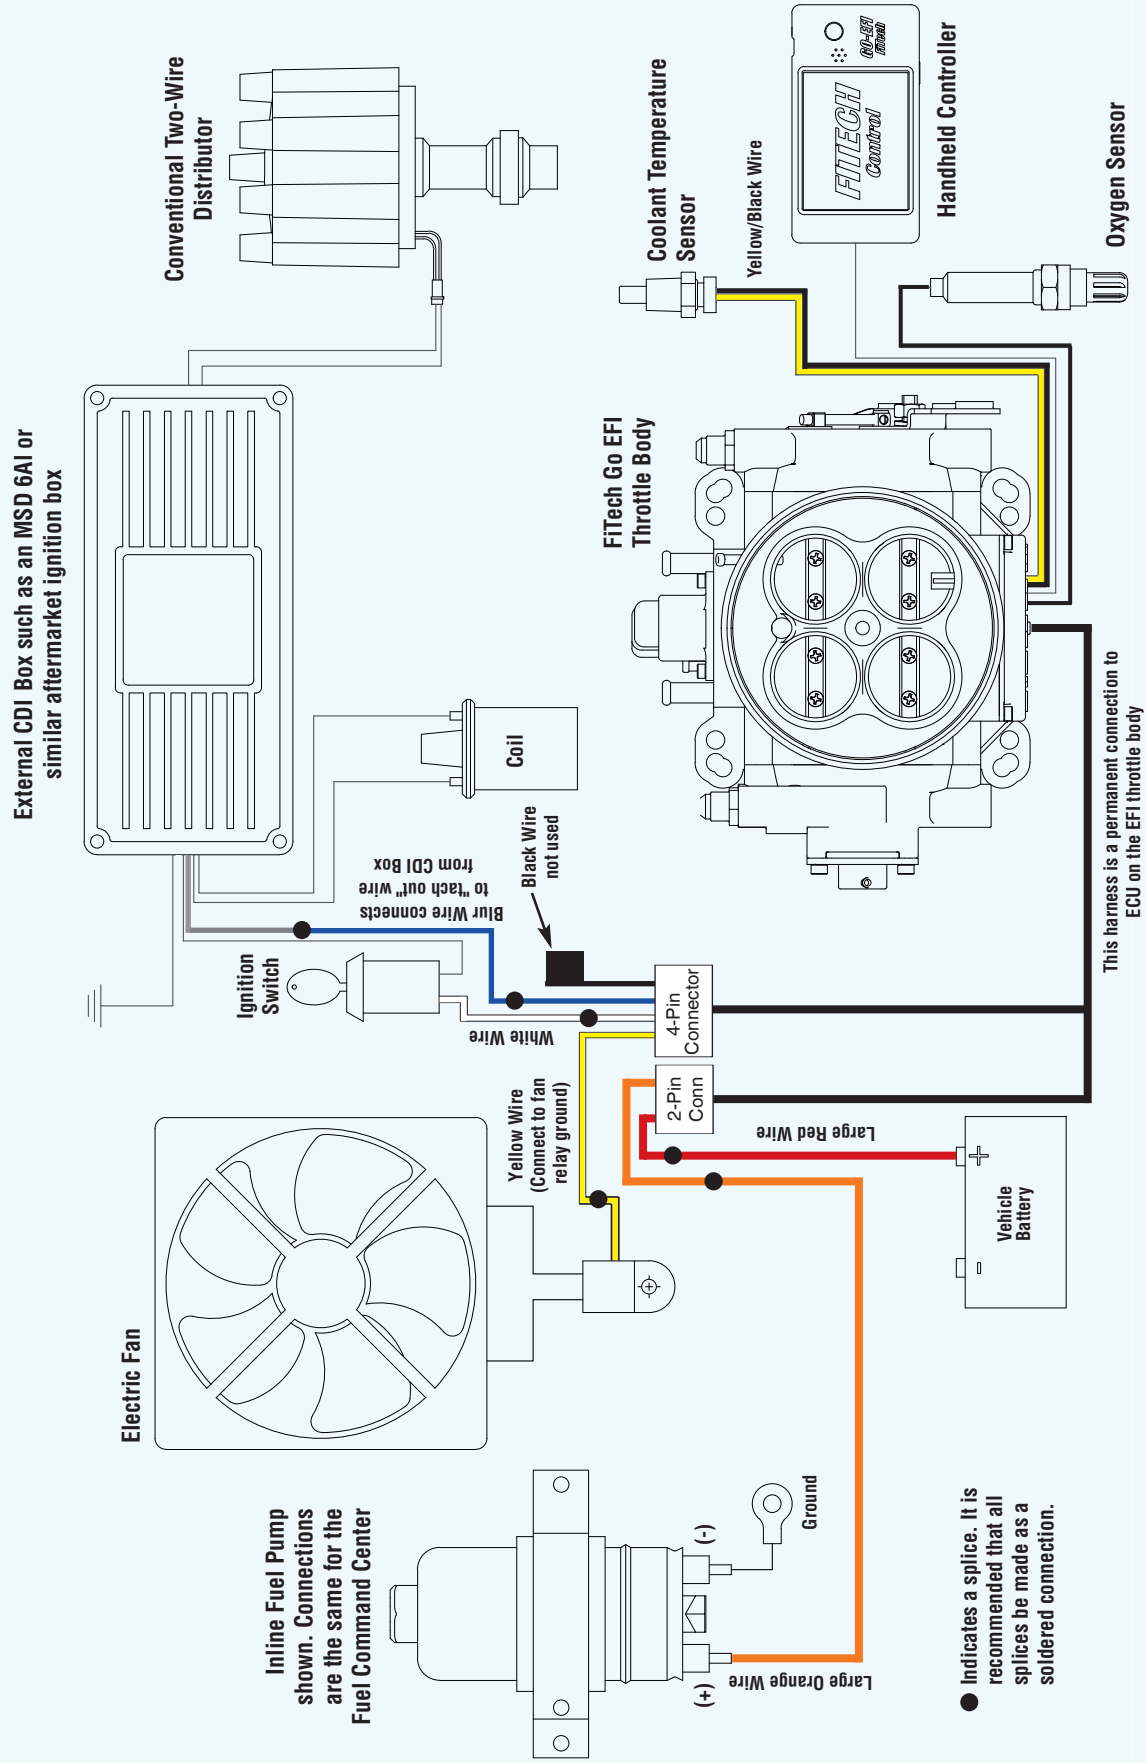 External CDI Box such as an MSD 6Al or
similar aftermarket ignition box
Conventional Two-Wire
Distributor
Coil
Ignition
Switch
Blur Wire connects
to "tach out" wire
from CDI Box
Black Wire
not used
White Wire
Electric Fan
Yellow Wire
(Connect to fan
relay ground)
4-Pin
Connector
2-Pin
Conn
Large Red Wire
Vehicle
Battery
+
-
Inline Fuel Pump
shown. Connections
are the same for the
Fuel Command Center
(+)
(-)
Ground
Large Orange Wire
Indicates a splice. It is
recommended that all
splices be made as a
soldered connection.
FiTech Go EFI
Throttle Body
Coolant Temperature
Sensor
Yellow/Black Wire
FITECH
Control
GO-EFI
FiTech
Handheld Controller
Oxygen Sensor
This harness is a permanent connection to
ECU on the EFI throttle body